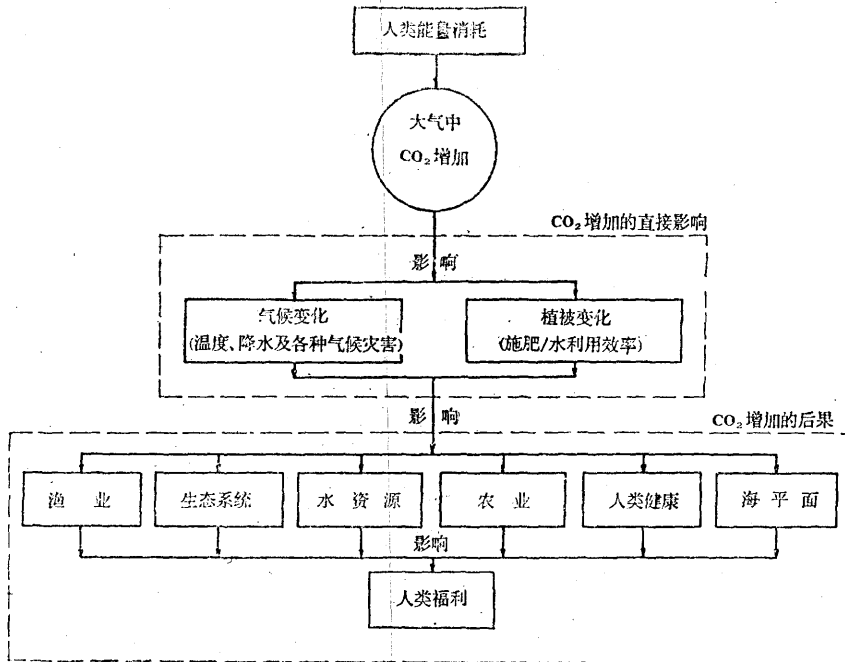 人类能量消耗
大气中
CO₂增加
CO₂增加的直接影响
影响
气候变化
(温度、降水及各种气候灾害)
植被变化
(施肥/水利用效率)
影响
CO₂增加的后果
渔业
生态系统
水资源
农业
人类健康
海平面
影响
人类福利